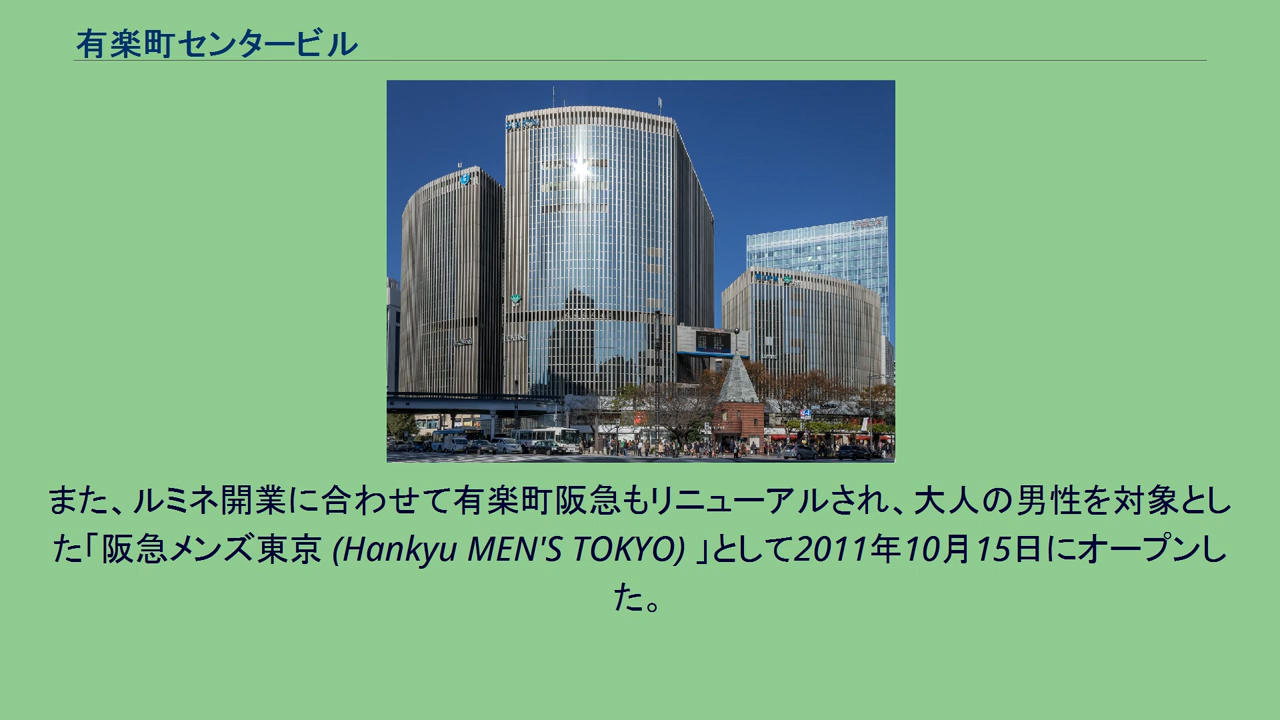 有楽町センタービル
また、ルミネ開業に合わせて有楽町阪急もリニューアルされ、大人の男性を対象とし
た「阪急メンズ東京 (Hankyu MEN'S TOKYO) 」として2011年10月15日にオープンし
た。